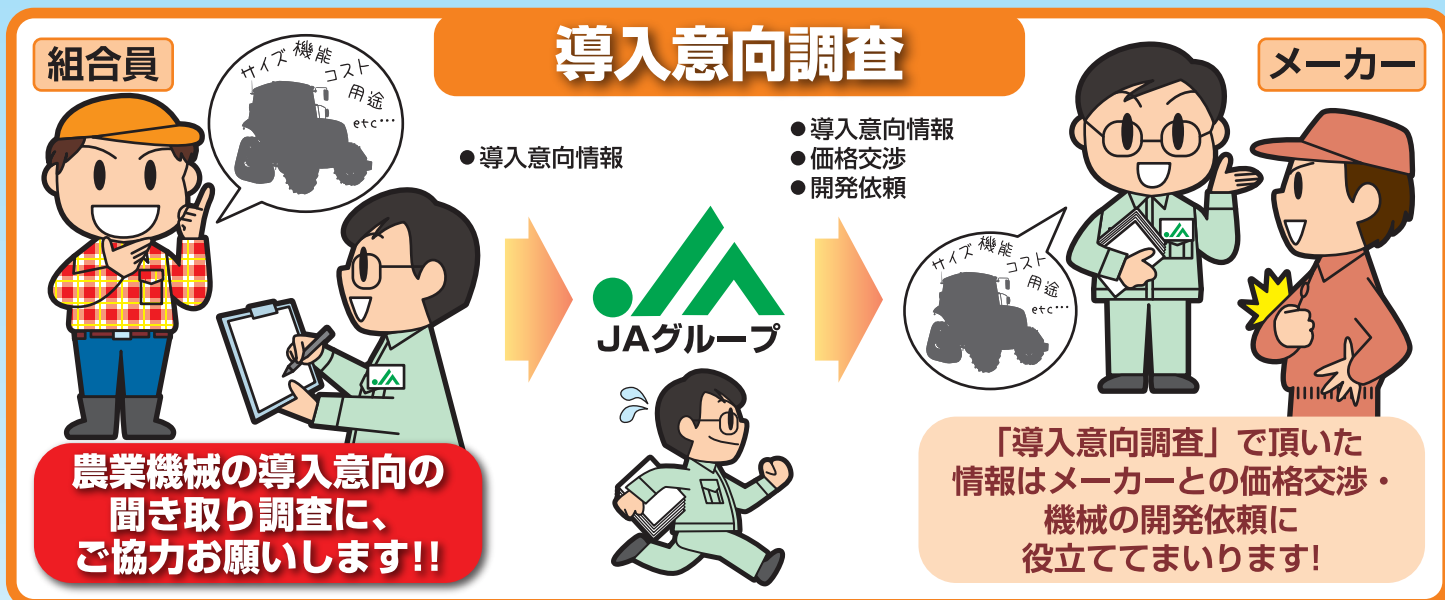 導入意向調査
組合員
サイズ 機能
コスト
用途
etc…
●導入意向情報
JA
JAグループ
JA
農業機械の導入意向の
聞き取り調査に、
ご協力お願いします!!
●導入意向情報
●価格交渉
●開発依頼
メーカー
サイズ 機能
コスト
用途
etc…
JA
「導入意向調査」で頂いた
情報はメーカーとの価格交渉・
機械の開発依頼に
役立ててまいります!